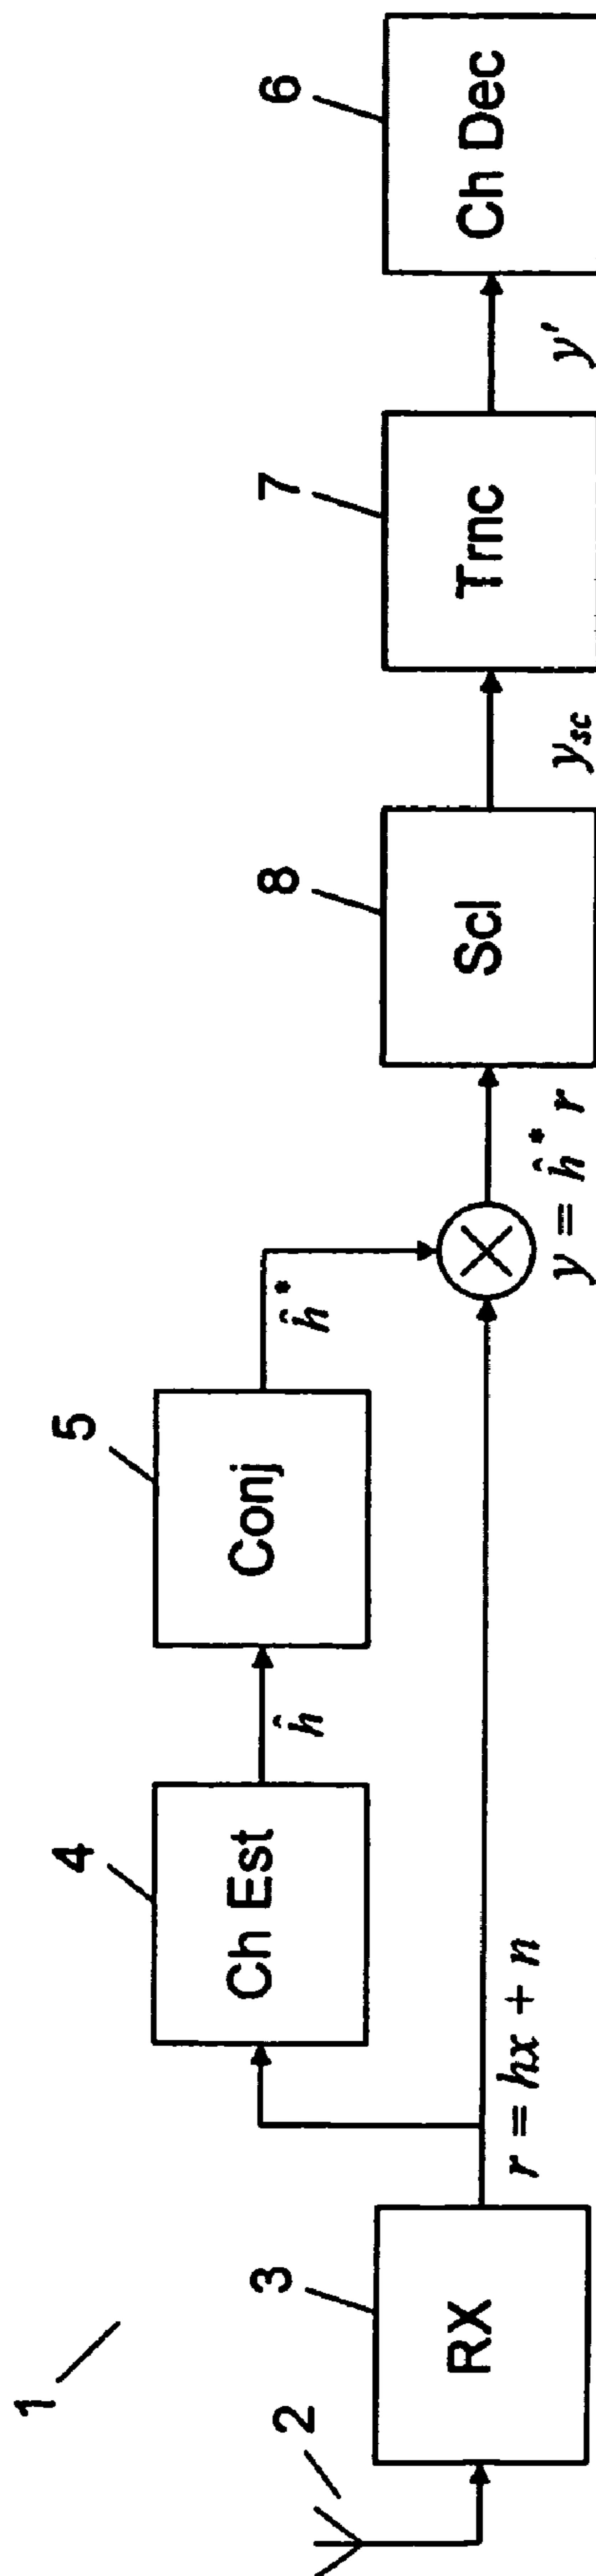 1
2
3
RX
r = hx + n
4
Ch Est
ĥ
5
Conj
ĥ*
y = ĥ* r
8
Scl
y_sc
7
Trnc
y'
6
Ch Dec